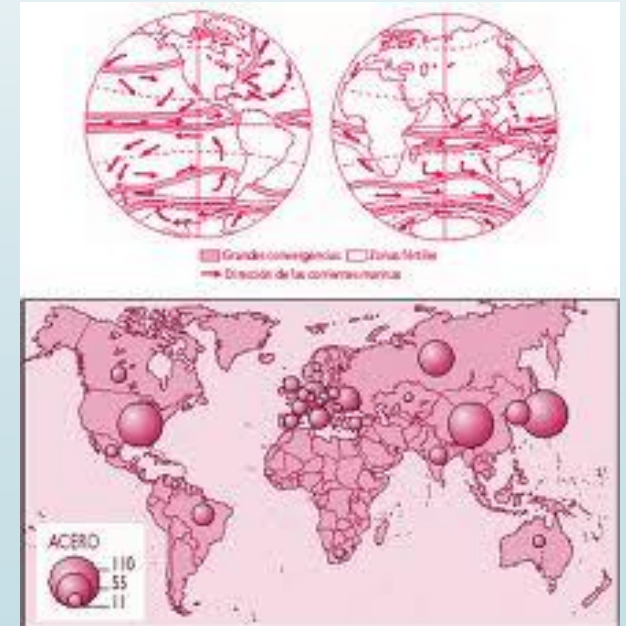 Grandes convergencias Zonas fértiles
Dirección de las corrientes marinas
ACERO
110
55
11